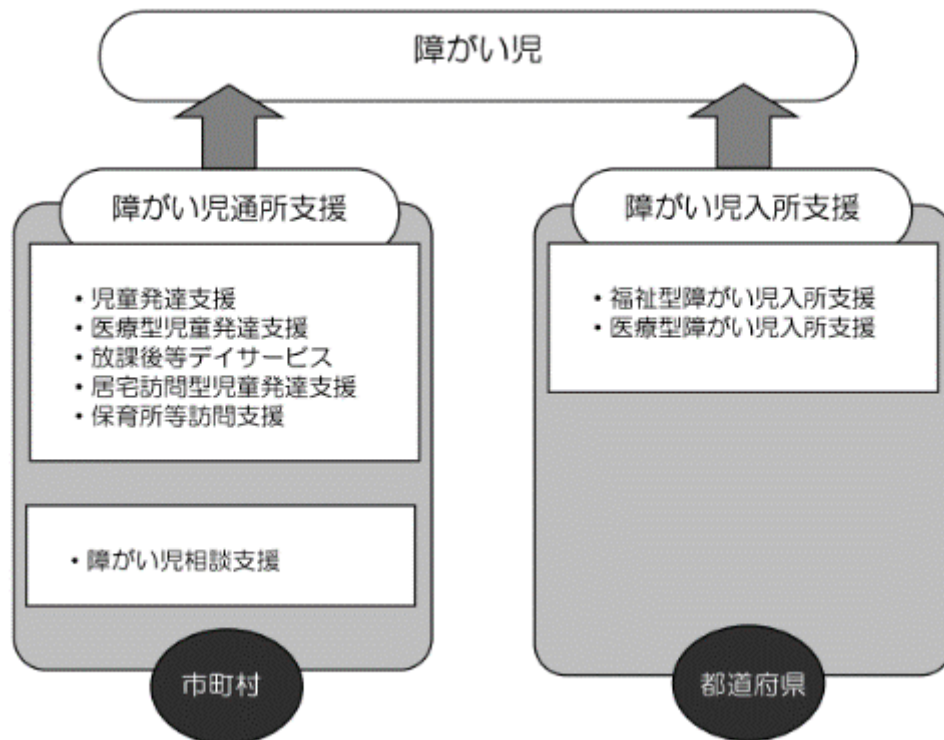 障がい児
障がい児通所支援
・児童発達支援
・医療型児童発達支援
・放課後等デイサービス
・居宅訪問型児童発達支援
・保育所等訪問支援
・障がい児相談支援
市町村
障がい児入所支援
・福祉型障がい児入所支援
・医療型障がい児入所支援
都道府県